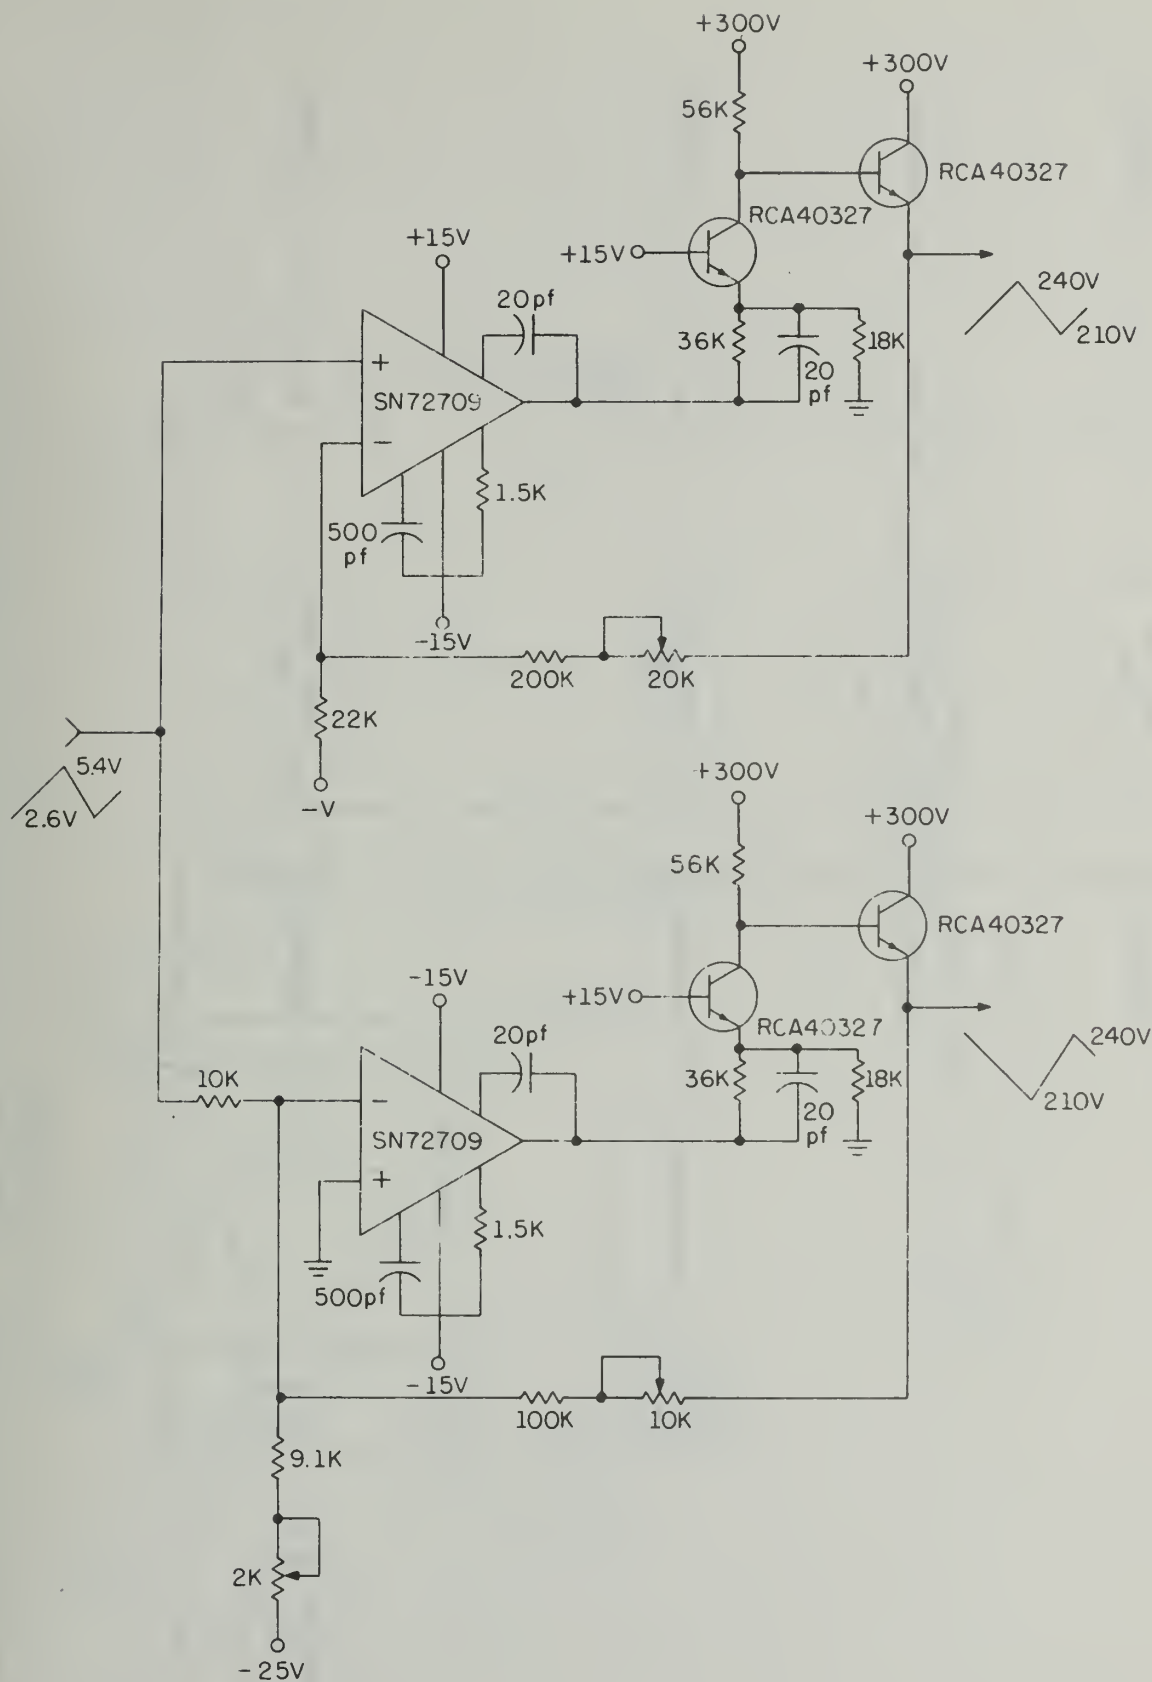 +300V
+300V
56K
RCA40327
RCA40327
+15V
+15V
20pf
240V
36K
18K
210V
+
SN72709
20
pf
-
1.5K
500
pf
-15V
200K
20K
22K
5.4V
+300V
-V
2.6V
+300V
56K
RCA40327
-15V
+15V
20pf
RCA40327
240V
10K
36K
18K
-
20
pf
210V
SN72709
+
1.5K
500pf
-15V
100K
10K
9.1K
2K
-25V